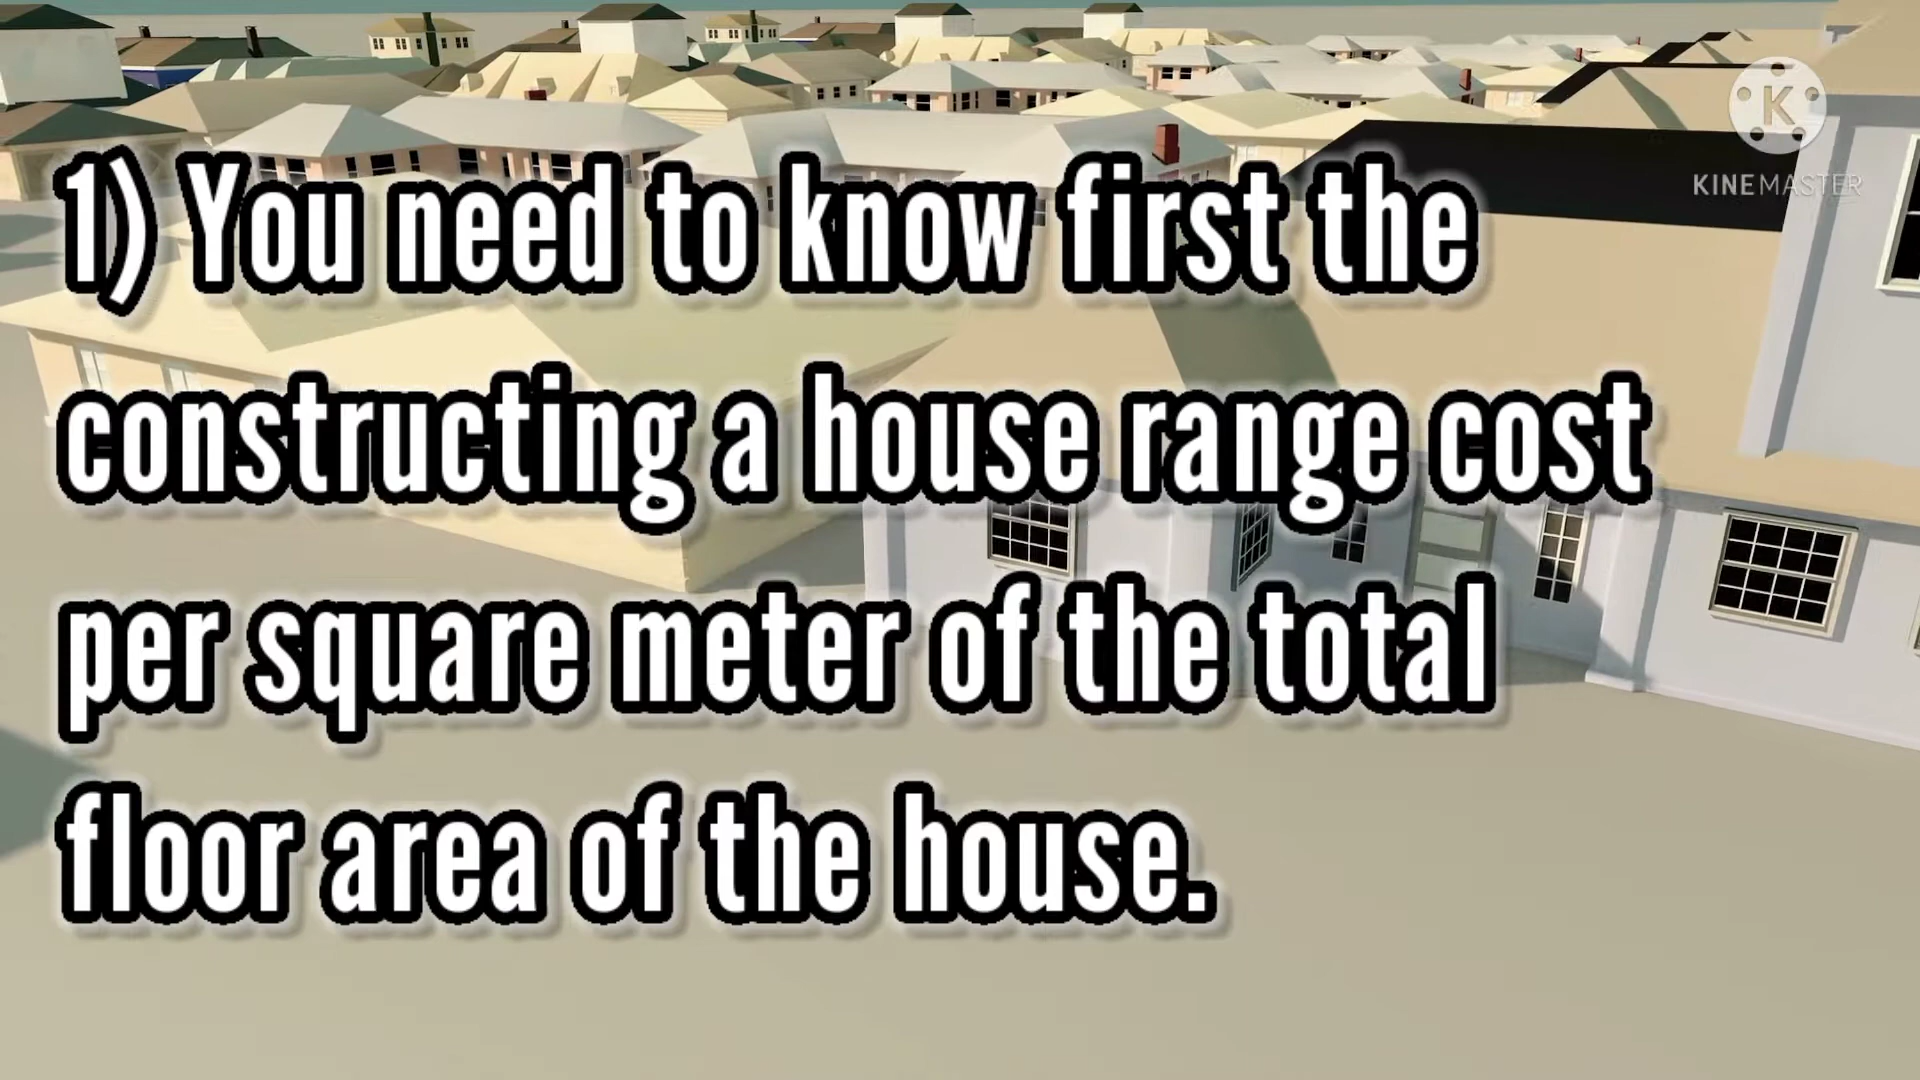 KINEMASTER
1) You need to know first the
constructing a house range cost
per square meter of the total
floor area of the house.